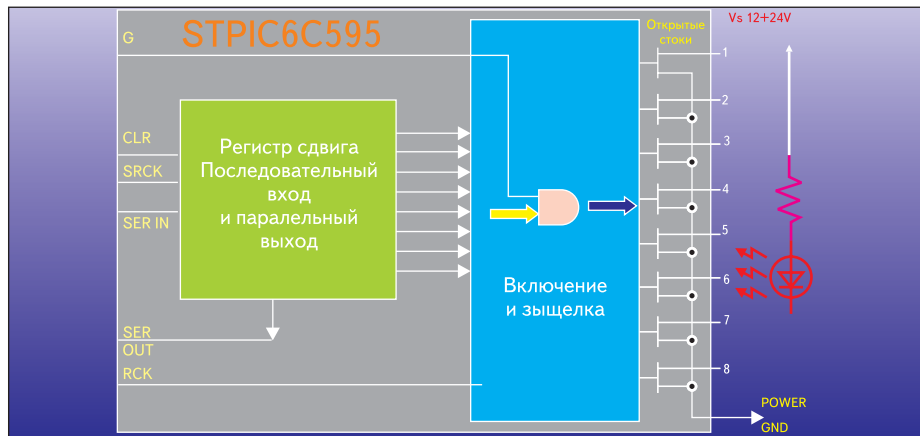 STPIC6C595
G
CLR
SRCK
SER IN
SER
OUT
RCK
Регистр сдвига
Последовательный
вход
и паралельный
выход
Включение
и зыщелка
Открытые
стоки
1
2
3
4
5
6
7
8
Vs 12+24V
POWER
GND